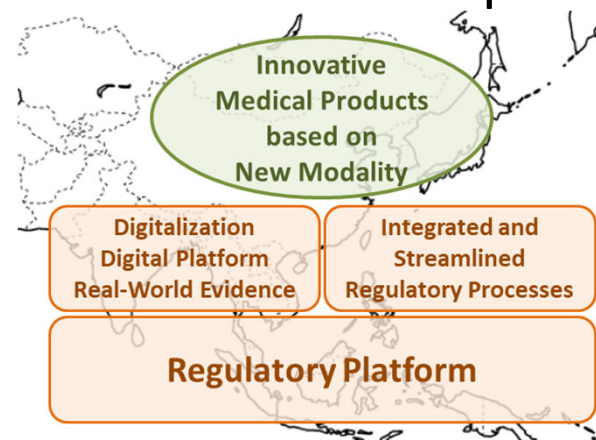 Innovative
Medical Products
based on
New Modality
Digitalization
Digital Platform
Real-World Evidence
Integrated and
Streamlined
Regulatory Processes
Regulatory Platform